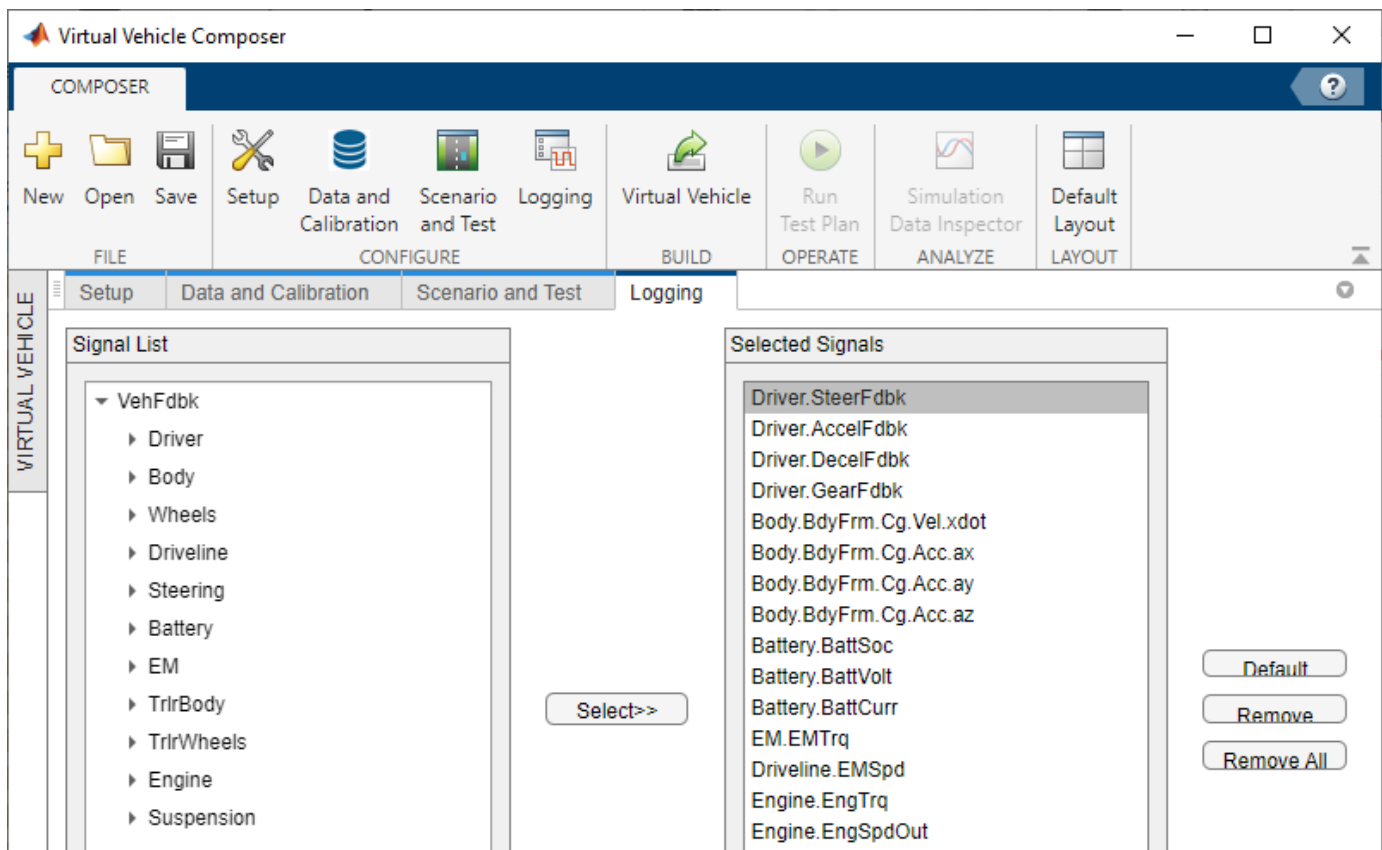 Virtual Vehicle Composer
COMPOSER
?
New
Open
Save
Setup
Data and
Calibration
Scenario
and Test
Logging
Virtual Vehicle
Run
Test Plan
Simulation
Data Inspector
Default
Layout
FILE
CONFIGURE
BUILD
OPERATE
ANALYZE
LAYOUT
VIRTUAL VEHICLE
Setup
Data and Calibration
Scenario and Test
Logging
Signal List
VehFdbk
Driver
Body
Wheels
Driveline
Steering
Battery
EM
TrlrBody
TrlrWheels
Engine
Suspension
Select>>
Selected Signals
Driver.SteerFdbk
Driver.AccelFdbk
Driver.DecelFdbk
Driver.GearFdbk
Body.BdyFrm.Cg.Vel.xdot
Body.BdyFrm.Cg.Acc.ax
Body.BdyFrm.Cg.Acc.ay
Body.BdyFrm.Cg.Acc.az
Battery.BattSoc
Battery.BattVolt
Battery.BattCurr
EM.EMTrq
Driveline.EMSpd
Engine.EngTrq
Engine.EngSpdOut
Default
Remove
Remove All